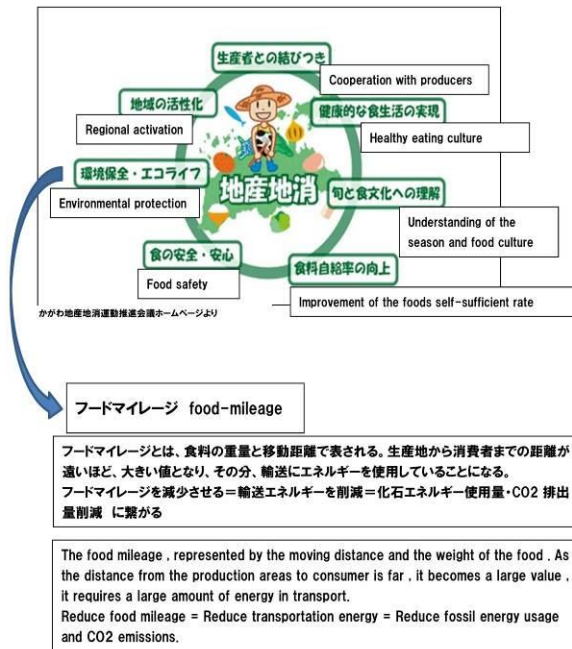 生産者との結びつき
Cooperation with producers
地域の活性化
Regional activation
健康的な食生活の実現
Healthy eating culture
環境保全・エコライフ
Environmental protection
地産地消
旬と食文化への理解
Understanding of the
season and food culture
食の安全・安心
Food safety
食料自給率の向上
Improvement of the foods self-sufficient rate
かがわ地産地消運動推進会議ホームページより
フードマイレージ food-mileage
フードマイレージとは、食料の重量と移動距離で表される。生産地から消費者までの距離が
遠いほど、大きい値となり、その分、輸送にエネルギーを使用していることになる。
フードマイレージを減少させる=輸送エネルギーを削減=化石エネルギー使用量・CO2 排出
量削減 に繋がる
The food mileage , represented by the moving distance and the weight of the food . As
the distance from the production areas to consumer is far , it becomes a large value ,
it requires a large amount of energy in transport.
Reduce food mileage = Reduce transportation energy = Reduce fossil energy usage
and CO2 emissions.